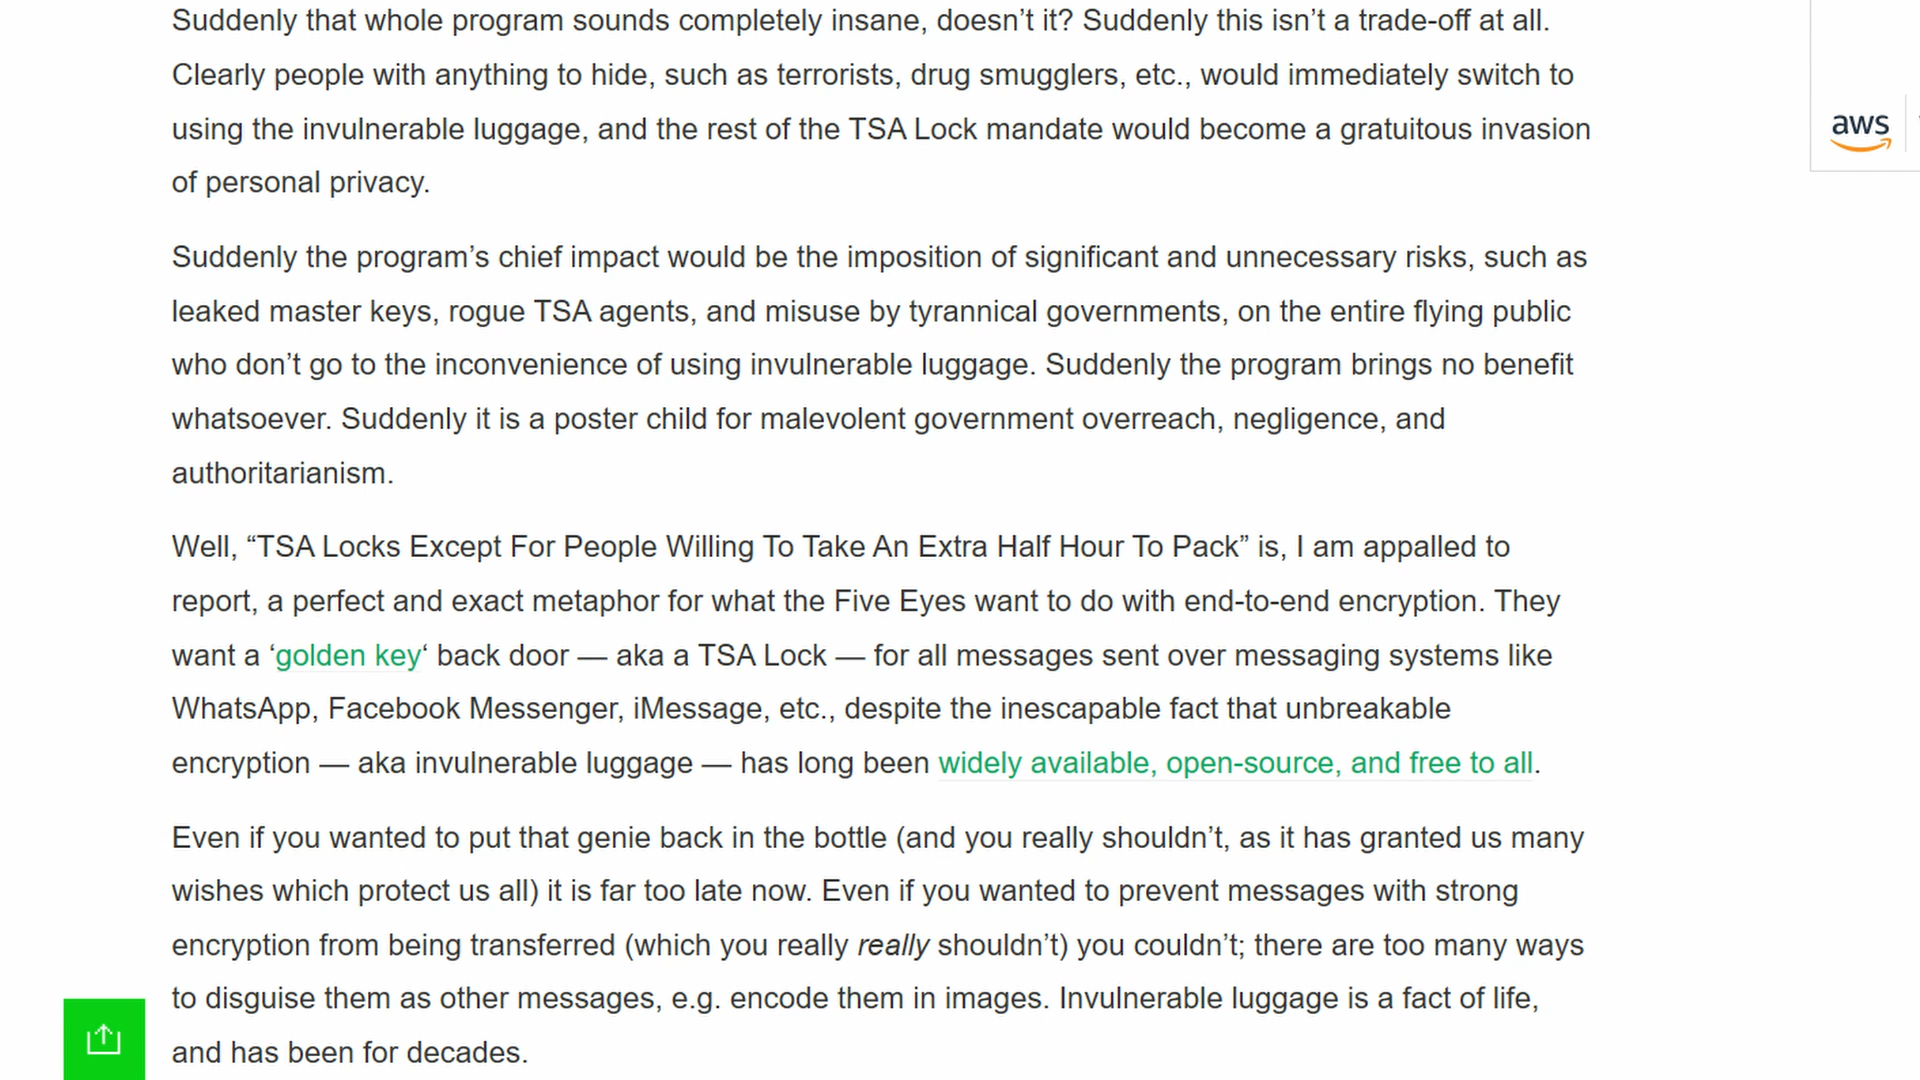 Suddenly that whole program sounds completely insane, doesn’t it? Suddenly this isn’t a trade-off at all.
Clearly people with anything to hide, such as terrorists, drug smugglers, etc., would immediately switch to
using the invulnerable luggage, and the rest of the TSA Lock mandate would become a gratuitous invasion
of personal privacy.
Suddenly the program’s chief impact would be the imposition of significant and unnecessary risks, such as
leaked master keys, rogue TSA agents, and misuse by tyrannical governments, on the entire flying public
who don’t go to the inconvenience of using invulnerable luggage. Suddenly the program brings no benefit
whatsoever. Suddenly it is a poster child for malevolent government overreach, negligence, and
authoritarianism.
Well, “TSA Locks Except For People Willing To Take An Extra Half Hour To Pack” is, I am appalled to
report, a perfect and exact metaphor for what the Five Eyes want to do with end-to-end encryption. They
want a ‘golden key‘ back door — aka a TSA Lock — for all messages sent over messaging systems like
WhatsApp, Facebook Messenger, iMessage, etc., despite the inescapable fact that unbreakable
encryption — aka invulnerable luggage — has long been widely available, open-source, and free to all.
Even if you wanted to put that genie back in the bottle (and you really shouldn’t, as it has granted us many
wishes which protect us all) it is far too late now. Even if you wanted to prevent messages with strong
encryption from being transferred (which you really really shouldn’t) you couldn’t; there are too many ways
to disguise them as other messages, e.g. encode them in images. Invulnerable luggage is a fact of life,
and has been for decades.
aws